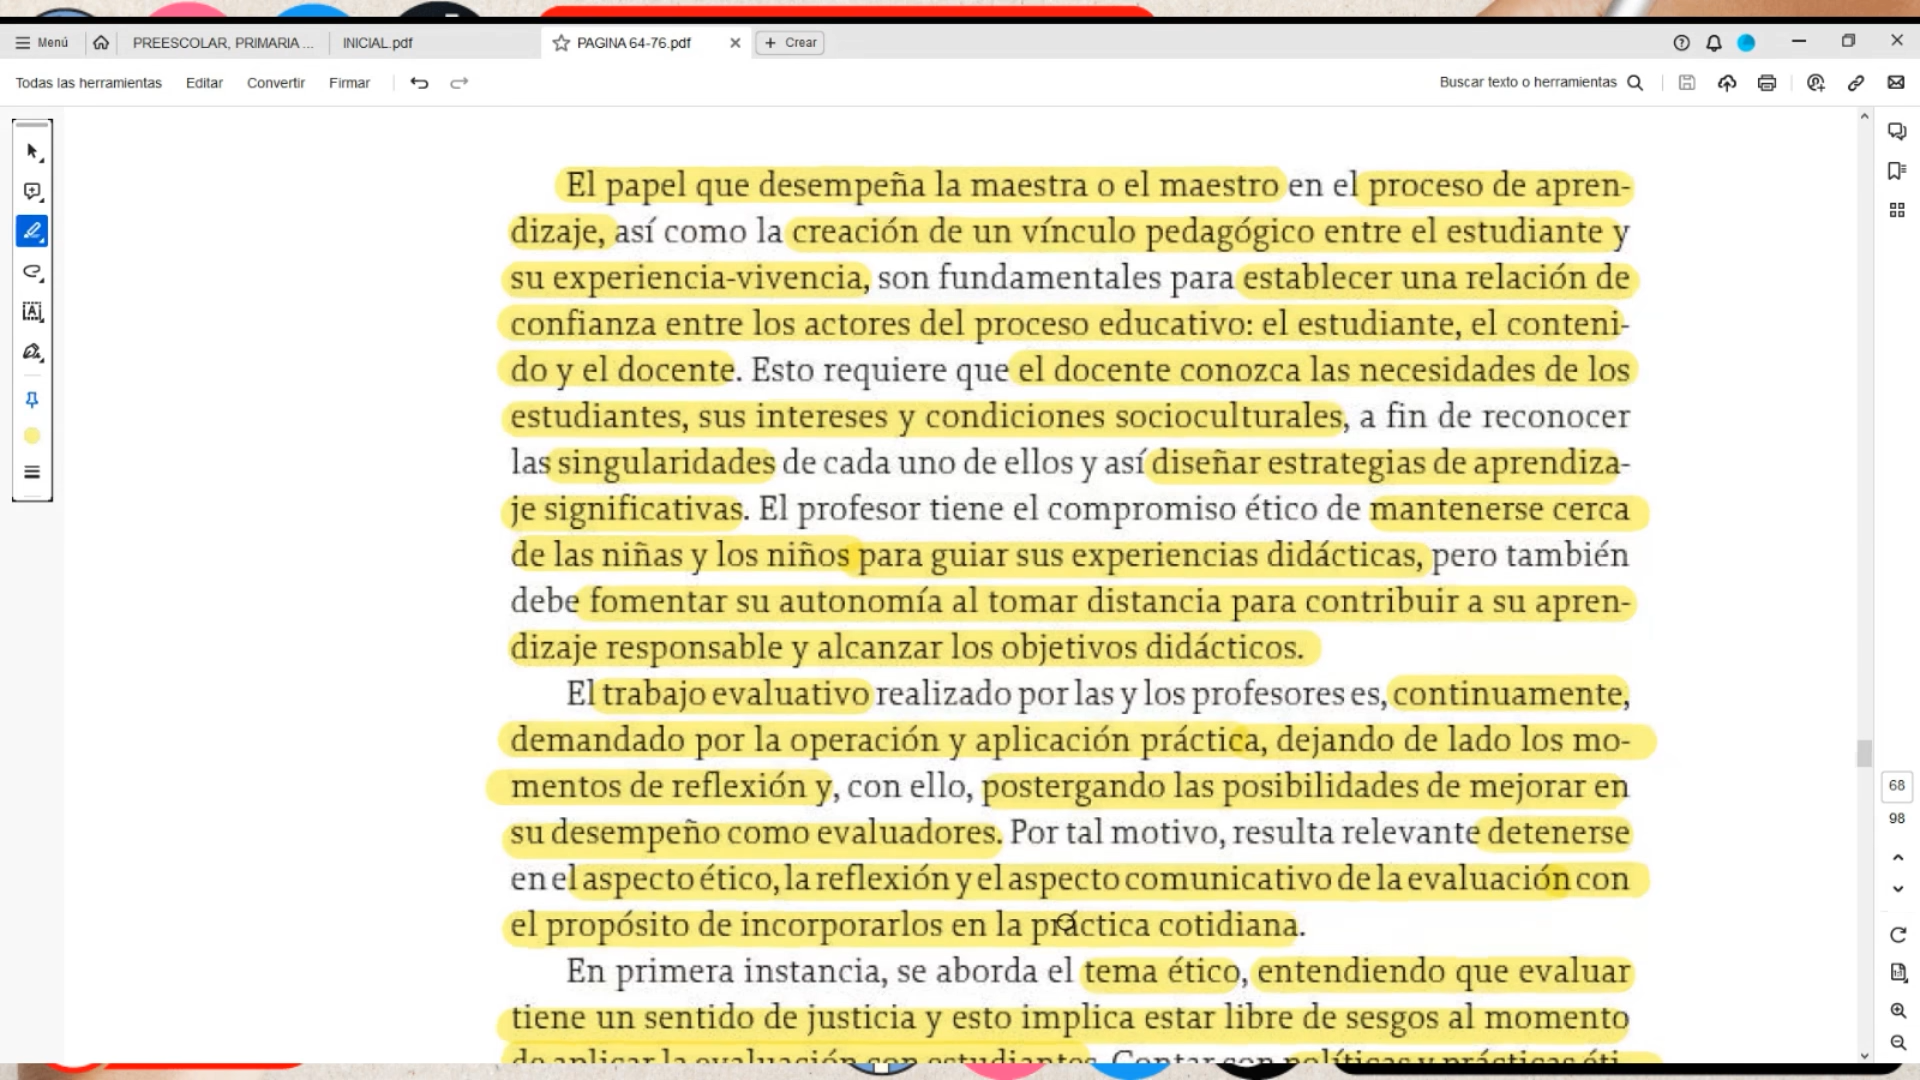 Menú
PREESCOLAR, PRIMARIA ...
INICIAL.pdf
PAGINA 64-76.pdf
Crear
Todas las herramientas
Editar
Convertir
Firmar
Buscar texto o herramientas
El papel que desempeña la maestra o el maestro en el proceso de apren-
dizaje, así como la creación de un vínculo pedagógico entre el estudiante y
su experiencia-vivencia, son fundamentales para establecer una relación de
confianza entre los actores del proceso educativo: el estudiante, el conteni-
do y el docente. Esto requiere que el docente conozca las necesidades de los
estudiantes, sus intereses y condiciones socioculturales, a fin de reconocer
las singularidades de cada uno de ellos y así diseñar estrategias de aprendiza-
je significativas. El profesor tiene el compromiso ético de mantenerse cerca
de las niñas y los niños para guiar sus experiencias didácticas, pero también
debe fomentar su autonomía al tomar distancia para contribuir a su apren-
dizaje responsable y alcanzar los objetivos didácticos.
El trabajo evaluativo realizado por las y los profesores es, continuamente,
demandado por la operación y aplicación práctica, dejando de lado los mo-
mentos de reflexión y, con ello, postergando las posibilidades de mejorar en
su desempeño como evaluadores. Por tal motivo, resulta relevante detenerse
en el aspecto ético, la reflexión y el aspecto comunicativo de la evaluación con
el propósito de incorporarlos en la práctica cotidiana.
En primera instancia, se aborda el tema ético, entendiendo que evaluar
tiene un sentido de justicia y esto implica estar libre de sesgos al momento
de aplicar la evaluación con estudiantes. Contar con políticas y prácticas éti-
68
98